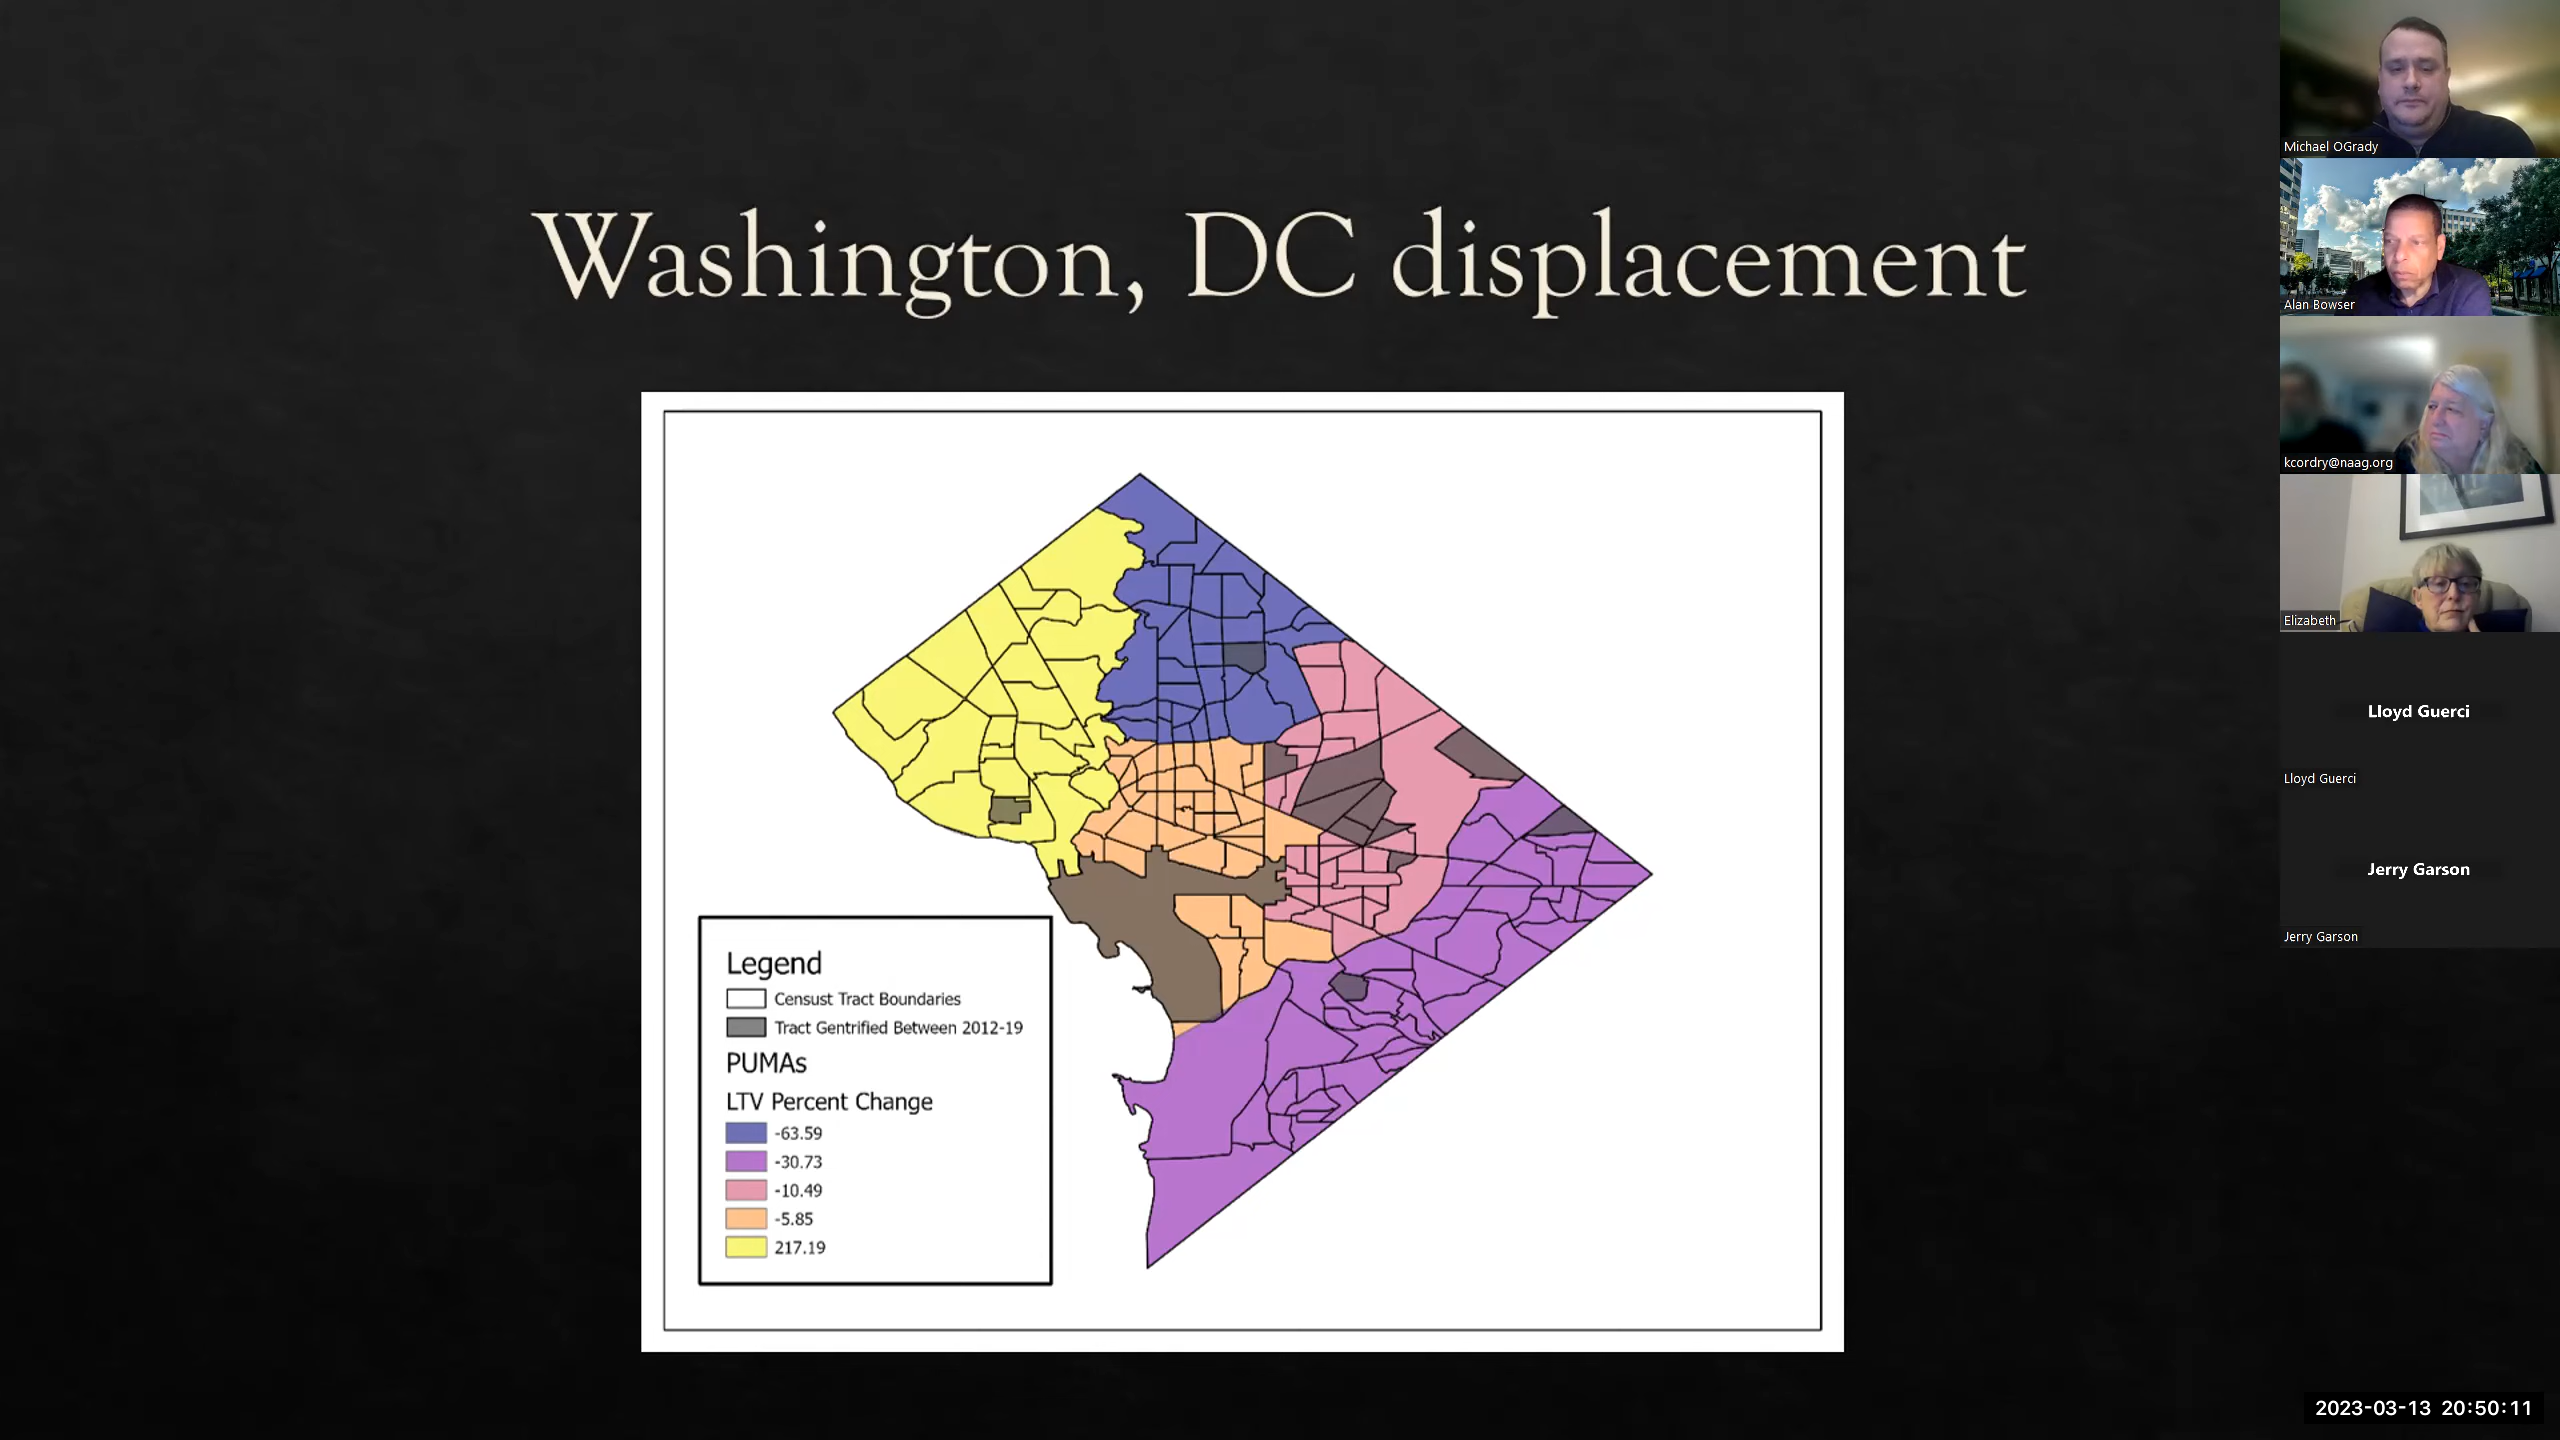 Washington, DC displacement
Legend
Censust Tract Boundaries
Tract Gentrified Between 2012-19
PUMAs
LTV Percent Change
-63.59
-30.73
-10.49
-5.85
217.19
Michael OGrady
Alan Bowser
kcordry@naag.org
Elizabeth
Lloyd Guerci
Lloyd Guerci
Jerry Garson
Jerry Garson
2023-03-13 20:50:11